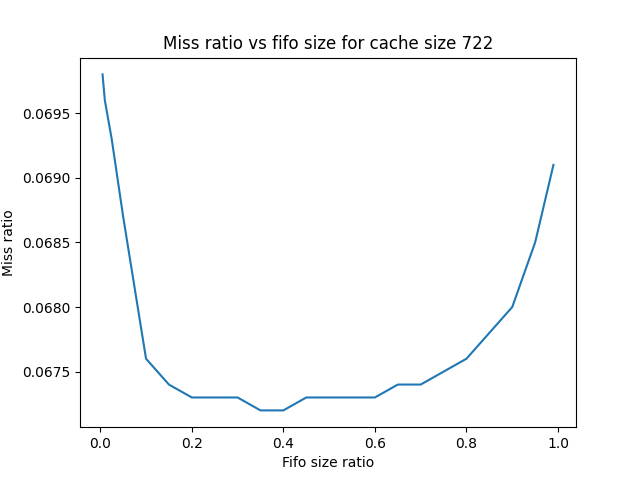 Miss ratio vs fifo size for cache size 722
0.0695
0.0690
0.0685
0.0680
0.0675
Miss ratio
0.0 0.2 0.4 0.6 0.8 1.0
Fifo size ratio